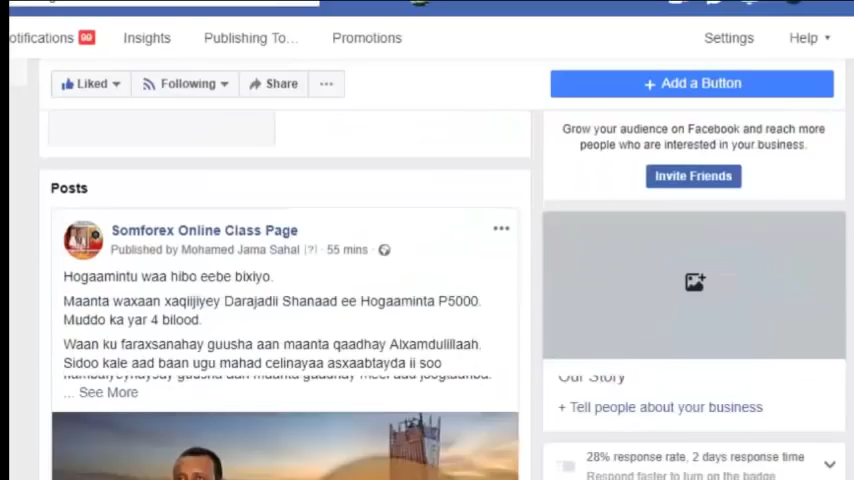 otifications 99 Insights Publishing To... Promotions Settings Help
Liked Following Share ... + Add a Button
Grow your audience on Facebook and reach more
people who are interested in your business.
Invite Friends
Posts
Somforex Online Class Page
Published by Mohamed Jama Sahal [?] · 55 mins ·
Hogaamintu waa hibo eebe bixiyo.
Maanta waxaan xaqiijiyey Darajadii Shanaad ee Hogaaminta P5000.
Muddo ka yar 4 bilood.
Waan ku faraxsanahay guusha aan maanta qaadhay Alxamdulillaah.
Sidoo kale aad baan ugu mahad celinayaa asxaabtayda ii soo
... See More
Our Story
+ Tell people about your business
28% response rate, 2 days response time
Respond faster to turn on the badge